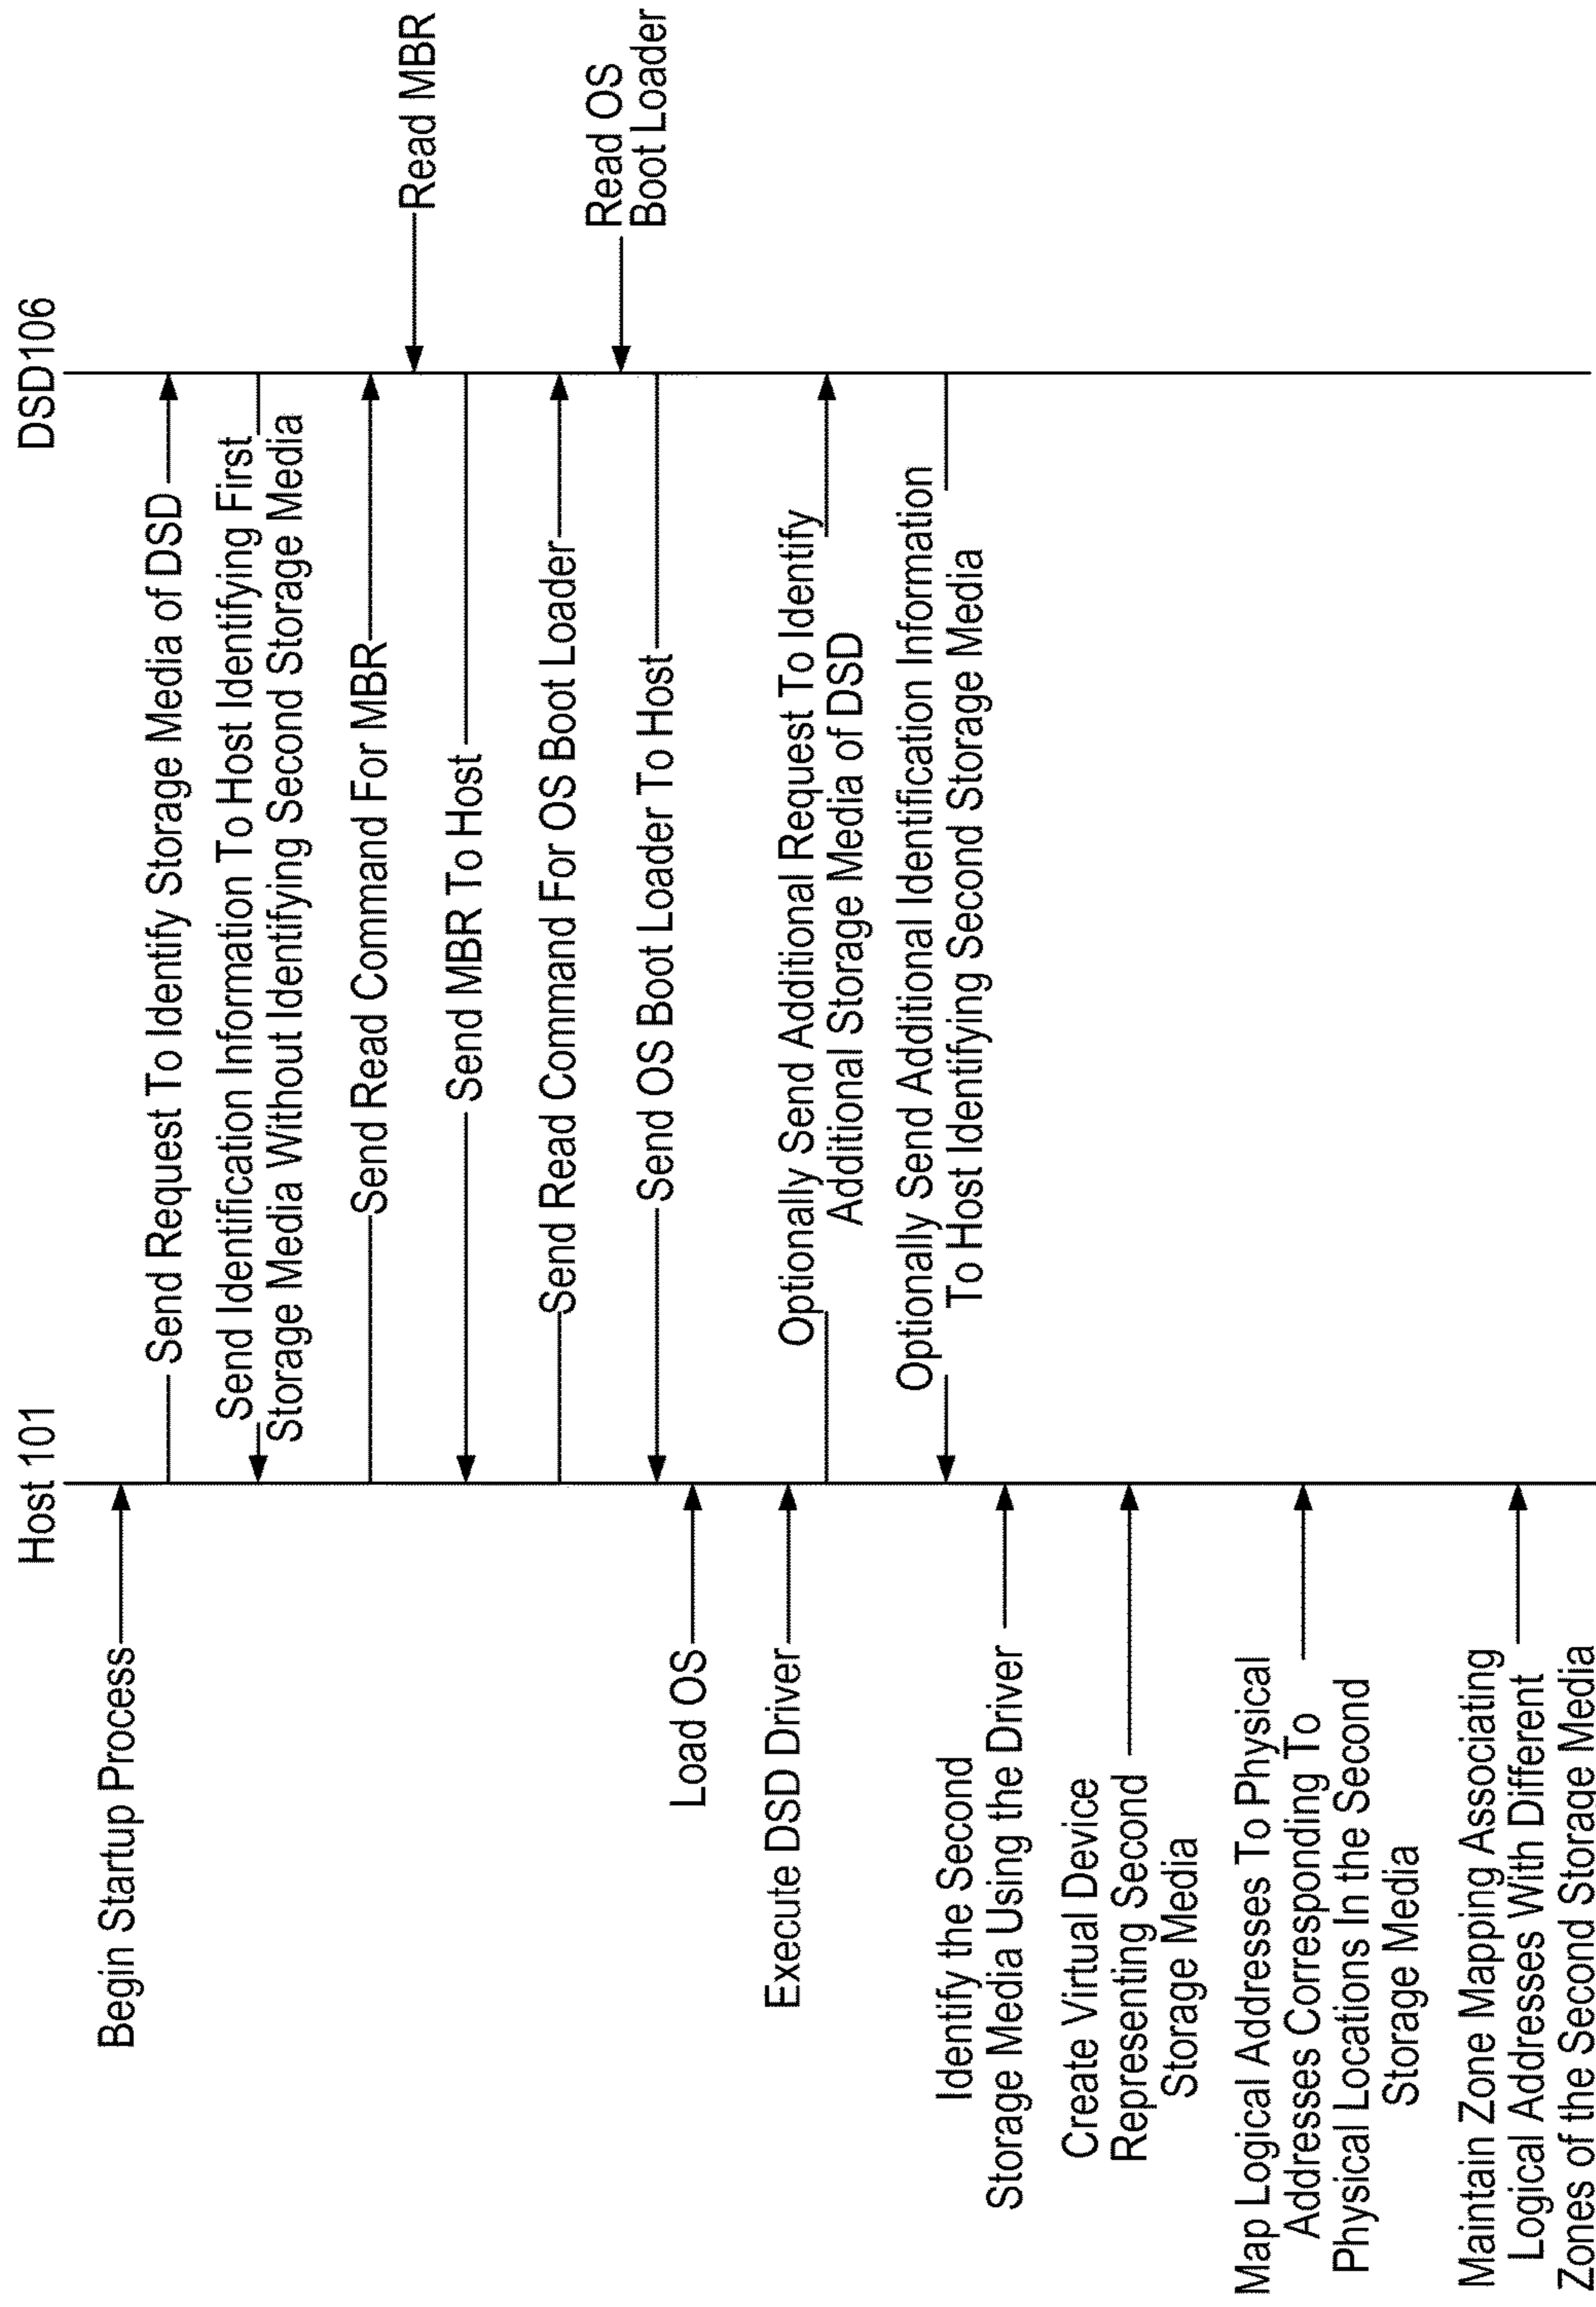 Host 101
DSD106
Begin Startup Process
Send Request To Identify Storage Media of DSD
Send Identification Information To Host Identifying First
Storage Media Without Identifying Second Storage Media
Send Read Command For MBR
Read MBR
Send MBR To Host
Send Read Command For OS Boot Loader
Read OS
Boot Loader
Send OS Boot Loader To Host
Load OS
Execute DSD Driver
Optionally Send Additional Request To Identify
Additional Storage Media of DSD
Optionally Send Additional Identification Information
To Host Identifying Second Storage Media
Identify the Second
Storage Media Using the Driver
Create Virtual Device
Representing Second
Storage Media
Map Logical Addresses To Physical
Addresses Corresponding To
Physical Locations In the Second
Storage Media
Maintain Zone Mapping Associating
Logical Addresses With Different
Zones of the Second Storage Media